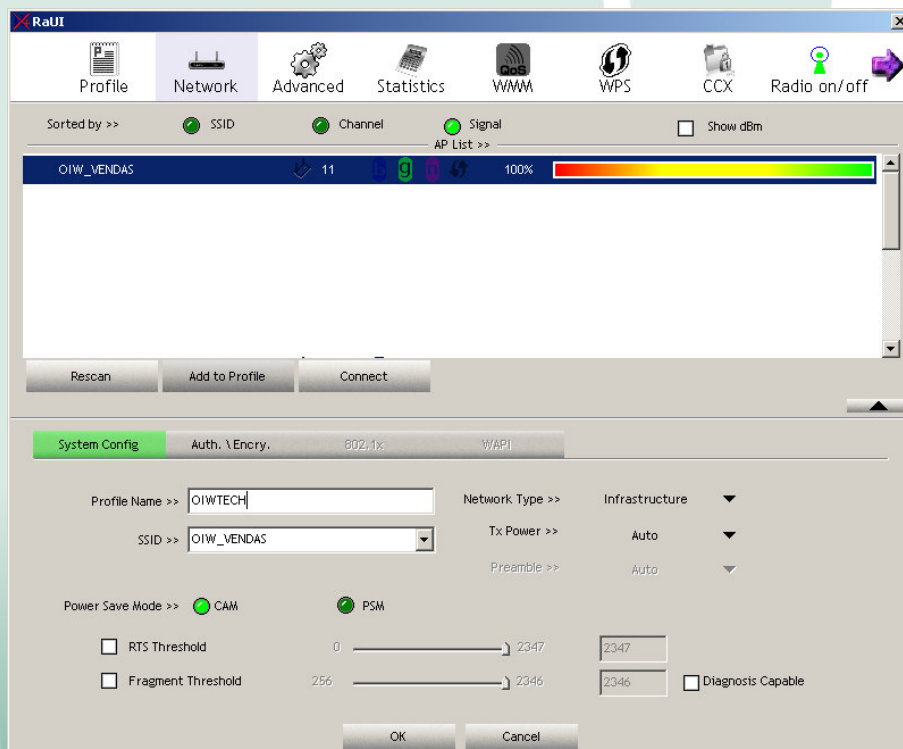 RaUI
Profile Network Advanced Statistics QoS WMM WPS CCX Radio on/off
Sorted by >> SSID Channel Signal Show dBm
AP List >>
OIW_VENDAS 11 b g n 100%
Rescan Add to Profile Connect
System Config Auth. \ Encry. 802.1x WAPI
Profile Name >> OIWTECH Network Type >> Infrastructure
SSID >> OIW_VENDAS Tx Power >> Auto
Preamble >> Auto
Power Save Mode >> CAM PSM
RTS Threshold 0 2347 2347
Fragment Threshold 256 2346 2346 Diagnosis Capable
OK Cancel